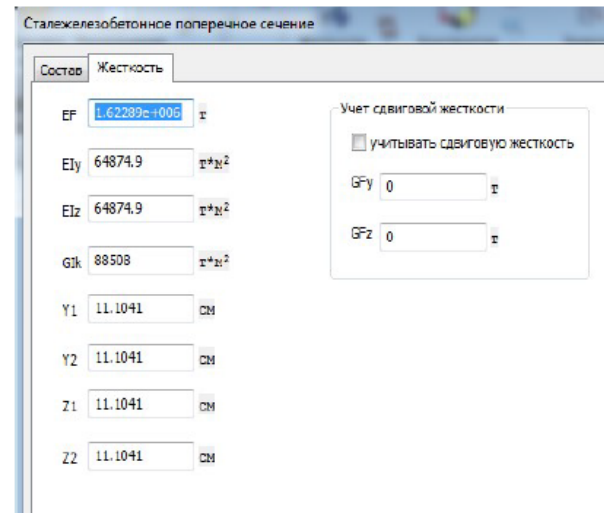 Сталежелезобетонное поперечное сечение
Состав Жесткость
EF 1.62289e+006 т
EIy 64874.9 т*м²
EIz 64874.9 т*м²
GIk 88508 т*м²
Y1 11.1041 см
Y2 11.1041 см
Z1 11.1041 см
Z2 11.1041 см
Учет сдвиговой жесткости
учитывать сдвиговую жесткость
GFy 0 т
GFz 0 т